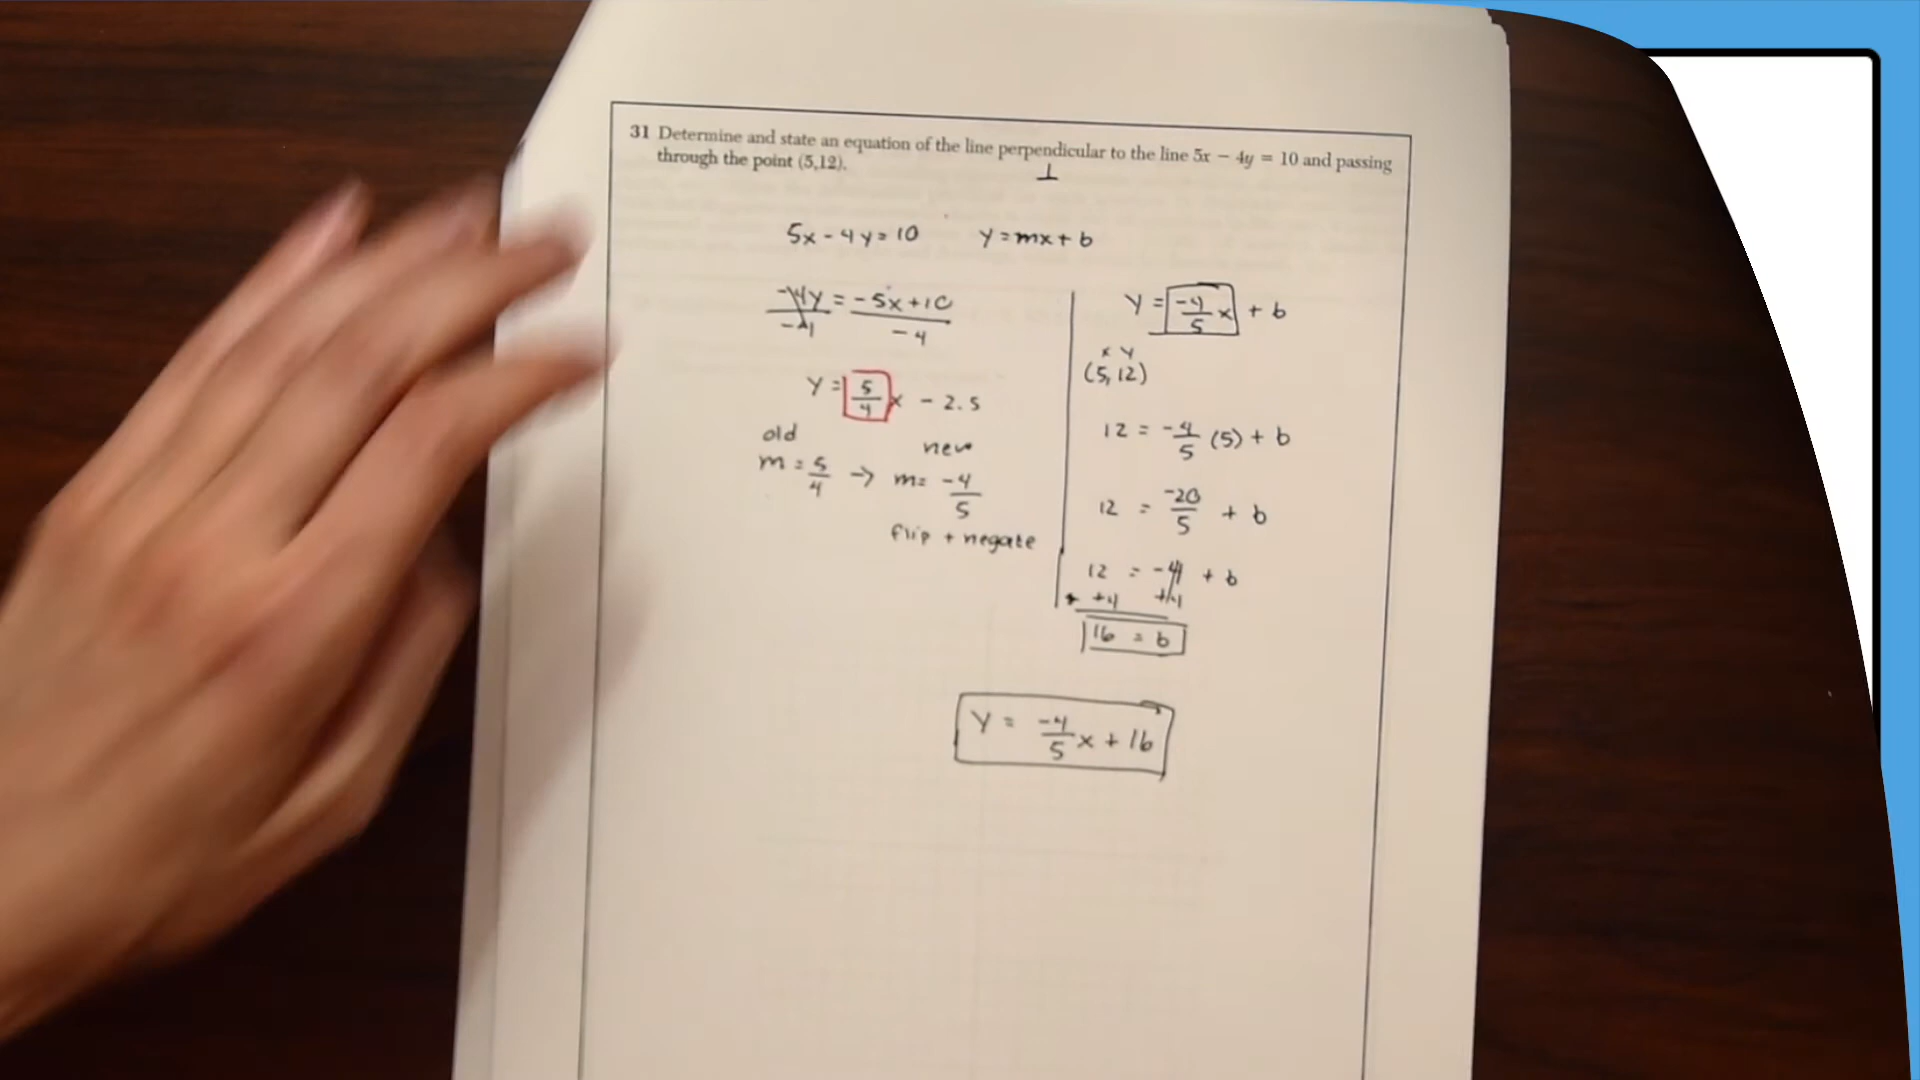 31 Determine and state an equation of the line perpendicular to the line 5x − 4y = 10 and passing
through the point (5,12).
⊥
5x - 4y = 10 y = mx + b
-4y = -5x + 10
-4 -4
y = 5/4 x - 2.5
old new
m = 5/4 → m = -4/5
flip + negate
y = -4/5 x + b
x y
(5, 12)
12 = -4/5 (5) + b
12 = -20/5 + b
12 = -4 + b
+4 +4
16 = b
y = -4/5 x + 16